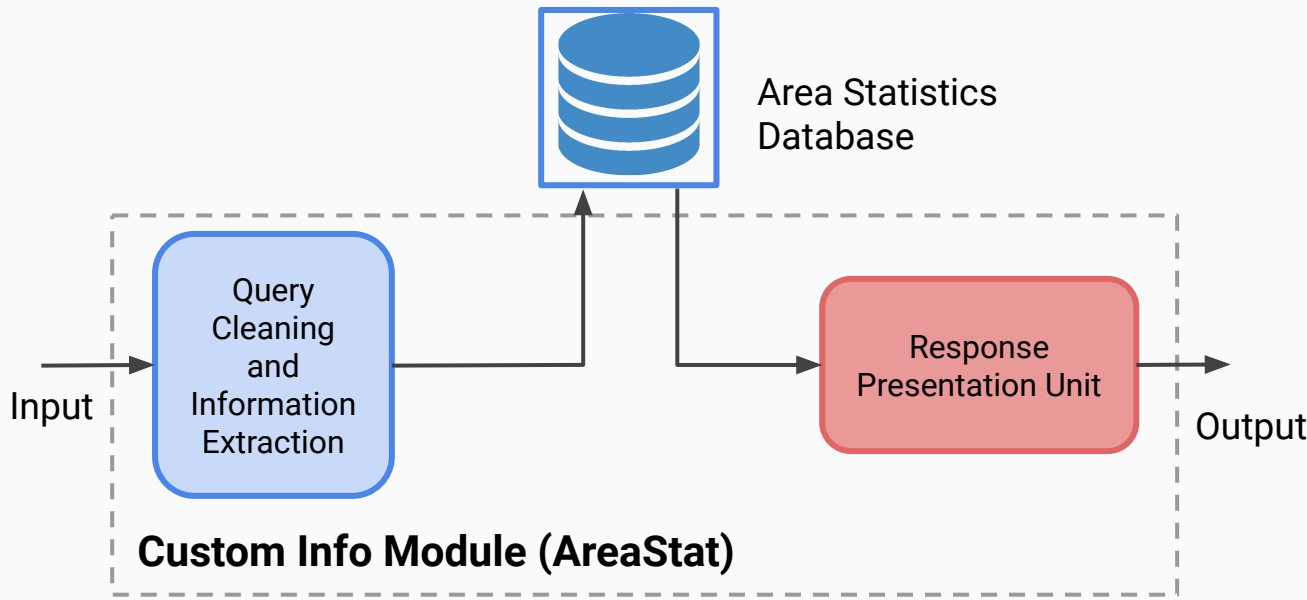 Area Statistics
Database
Query
Cleaning
and
Information
Extraction
Response
Presentation Unit
Input
Output
Custom Info Module (AreaStat)